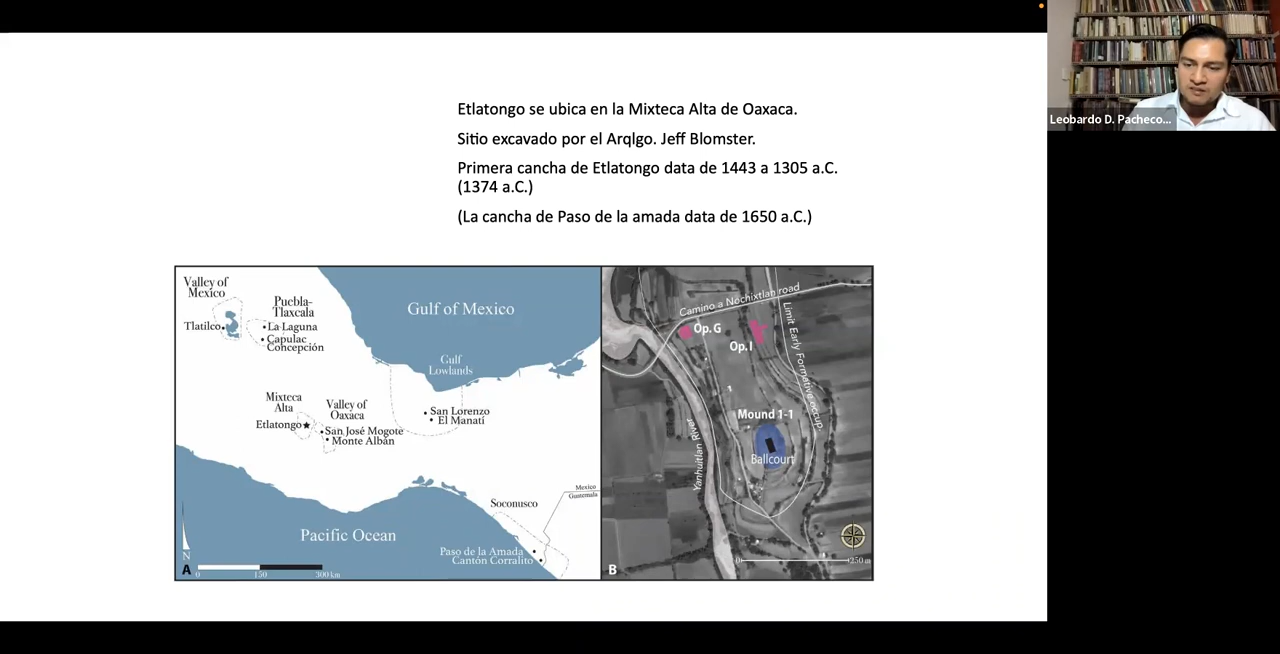 Etlatongo se ubica en la Mixteca Alta de Oaxaca.
Sitio excavado por el Arqlgo. Jeff Blomster.
Primera cancha de Etlatongo data de 1443 a 1305 a.C.
(1374 a.C.)
(La cancha de Paso de la amada data de 1650 a.C.)
Leobardo D. Pacheco...
Valley of
Mexico
Puebla-
Tlaxcala
Tlatilco
La Laguna
Capulac
Concepción
Gulf of Mexico
Gulf
Lowlands
San Lorenzo
El Manatí
Mixteca
Alta
Etlatongo
Valley of
Oaxaca
San José Mogote
Monte Albán
Soconusco
Mexico
Guatemala
Pacific Ocean
Paso de la Amada
Cantón Corralito
N
A
0 150 300 km
Camino a Nochixtlan road
Limit Early Formative occup.
Op. G
Op. I
Mound 1-1
Ballcourt
Yanhuitlan River
B
0 250 m